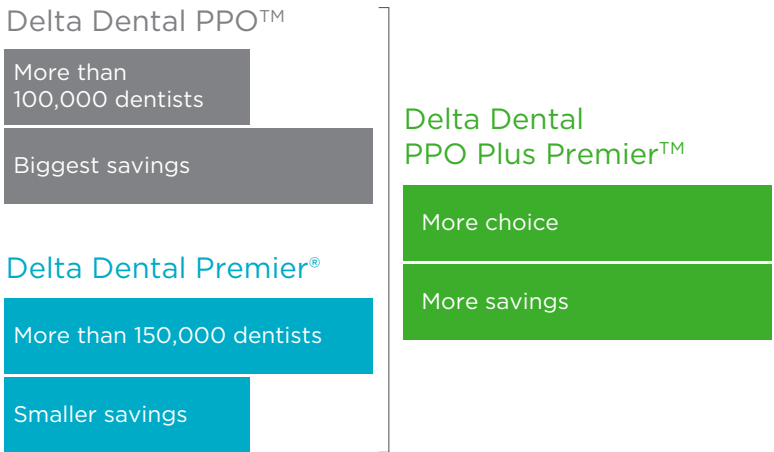 Delta Dental PPO™
More than
100,000 dentists
Biggest savings
Delta Dental Premier®
More than 150,000 dentists
Smaller savings
Delta Dental
PPO Plus Premier™
More choice
More savings